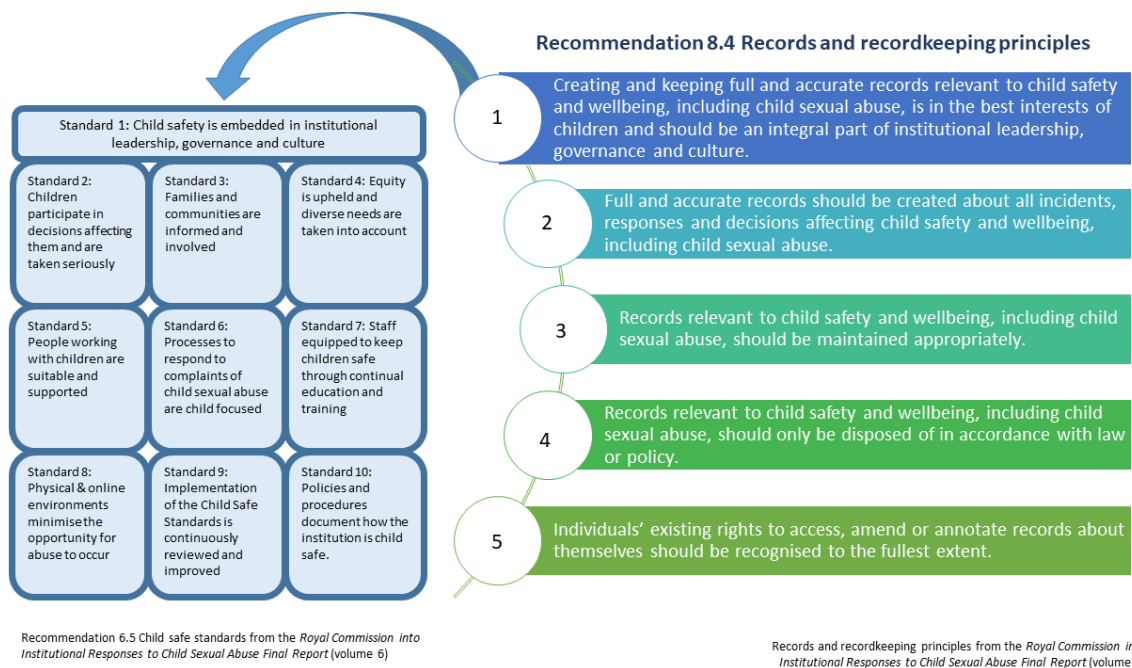 Recommendation 8.4 Records and recordkeeping principles
Standard 1: Child safety is embedded in institutional
leadership, governance and culture
Standard 2:
Children
participate in
decisions affecting
them and are
taken seriously
Standard 3:
Families and
communities are
informed and
involved
Standard 4: Equity
is upheld and
diverse needs are
taken into account
Standard 5:
People working
with children are
suitable and
supported
Standard 6:
Processes to
respond to
complaints of
child sexual abuse
are child focused
Standard 7: Staff
equipped to keep
children safe
through continual
education and
training
Standard 8:
Physical & online
environments
minimise the
opportunity for
abuse to occur
Standard 9:
Implementation
of the Child Safe
Standards is
continuously
reviewed and
improved
Standard 10:
Policies and
procedures
document how the
institution is child
safe.
Recommendation 6.5 Child safe standards from the Royal Commission into
Institutional Responses to Child Sexual Abuse Final Report (volume 6)
1
Creating and keeping full and accurate records relevant to child safety
and wellbeing, including child sexual abuse, is in the best interests of
children and should be an integral part of institutional leadership,
governance and culture.
2
Full and accurate records should be created about all incidents,
responses and decisions affecting child safety and wellbeing,
including child sexual abuse.
3
Records relevant to child safety and wellbeing, including child
sexual abuse, should be maintained appropriately.
4
Records relevant to child safety and wellbeing, including child
sexual abuse, should only be disposed of in accordance with law
or policy.
5
Individuals’ existing rights to access, amend or annotate records about
themselves should be recognised to the fullest extent.
Records and recordkeeping principles from the Royal Commission
Institutional Responses to Child Sexual Abuse Final Report (volume